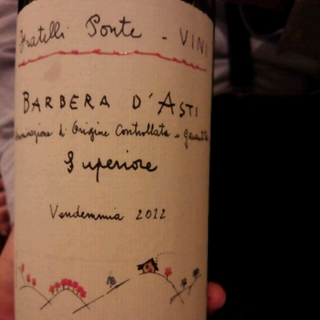 Fratelli Ponte - VINI
BARBERA D'ASTI
Denominazione di Origine Controllata e Garantita
Superiore
Vendemmia 2012